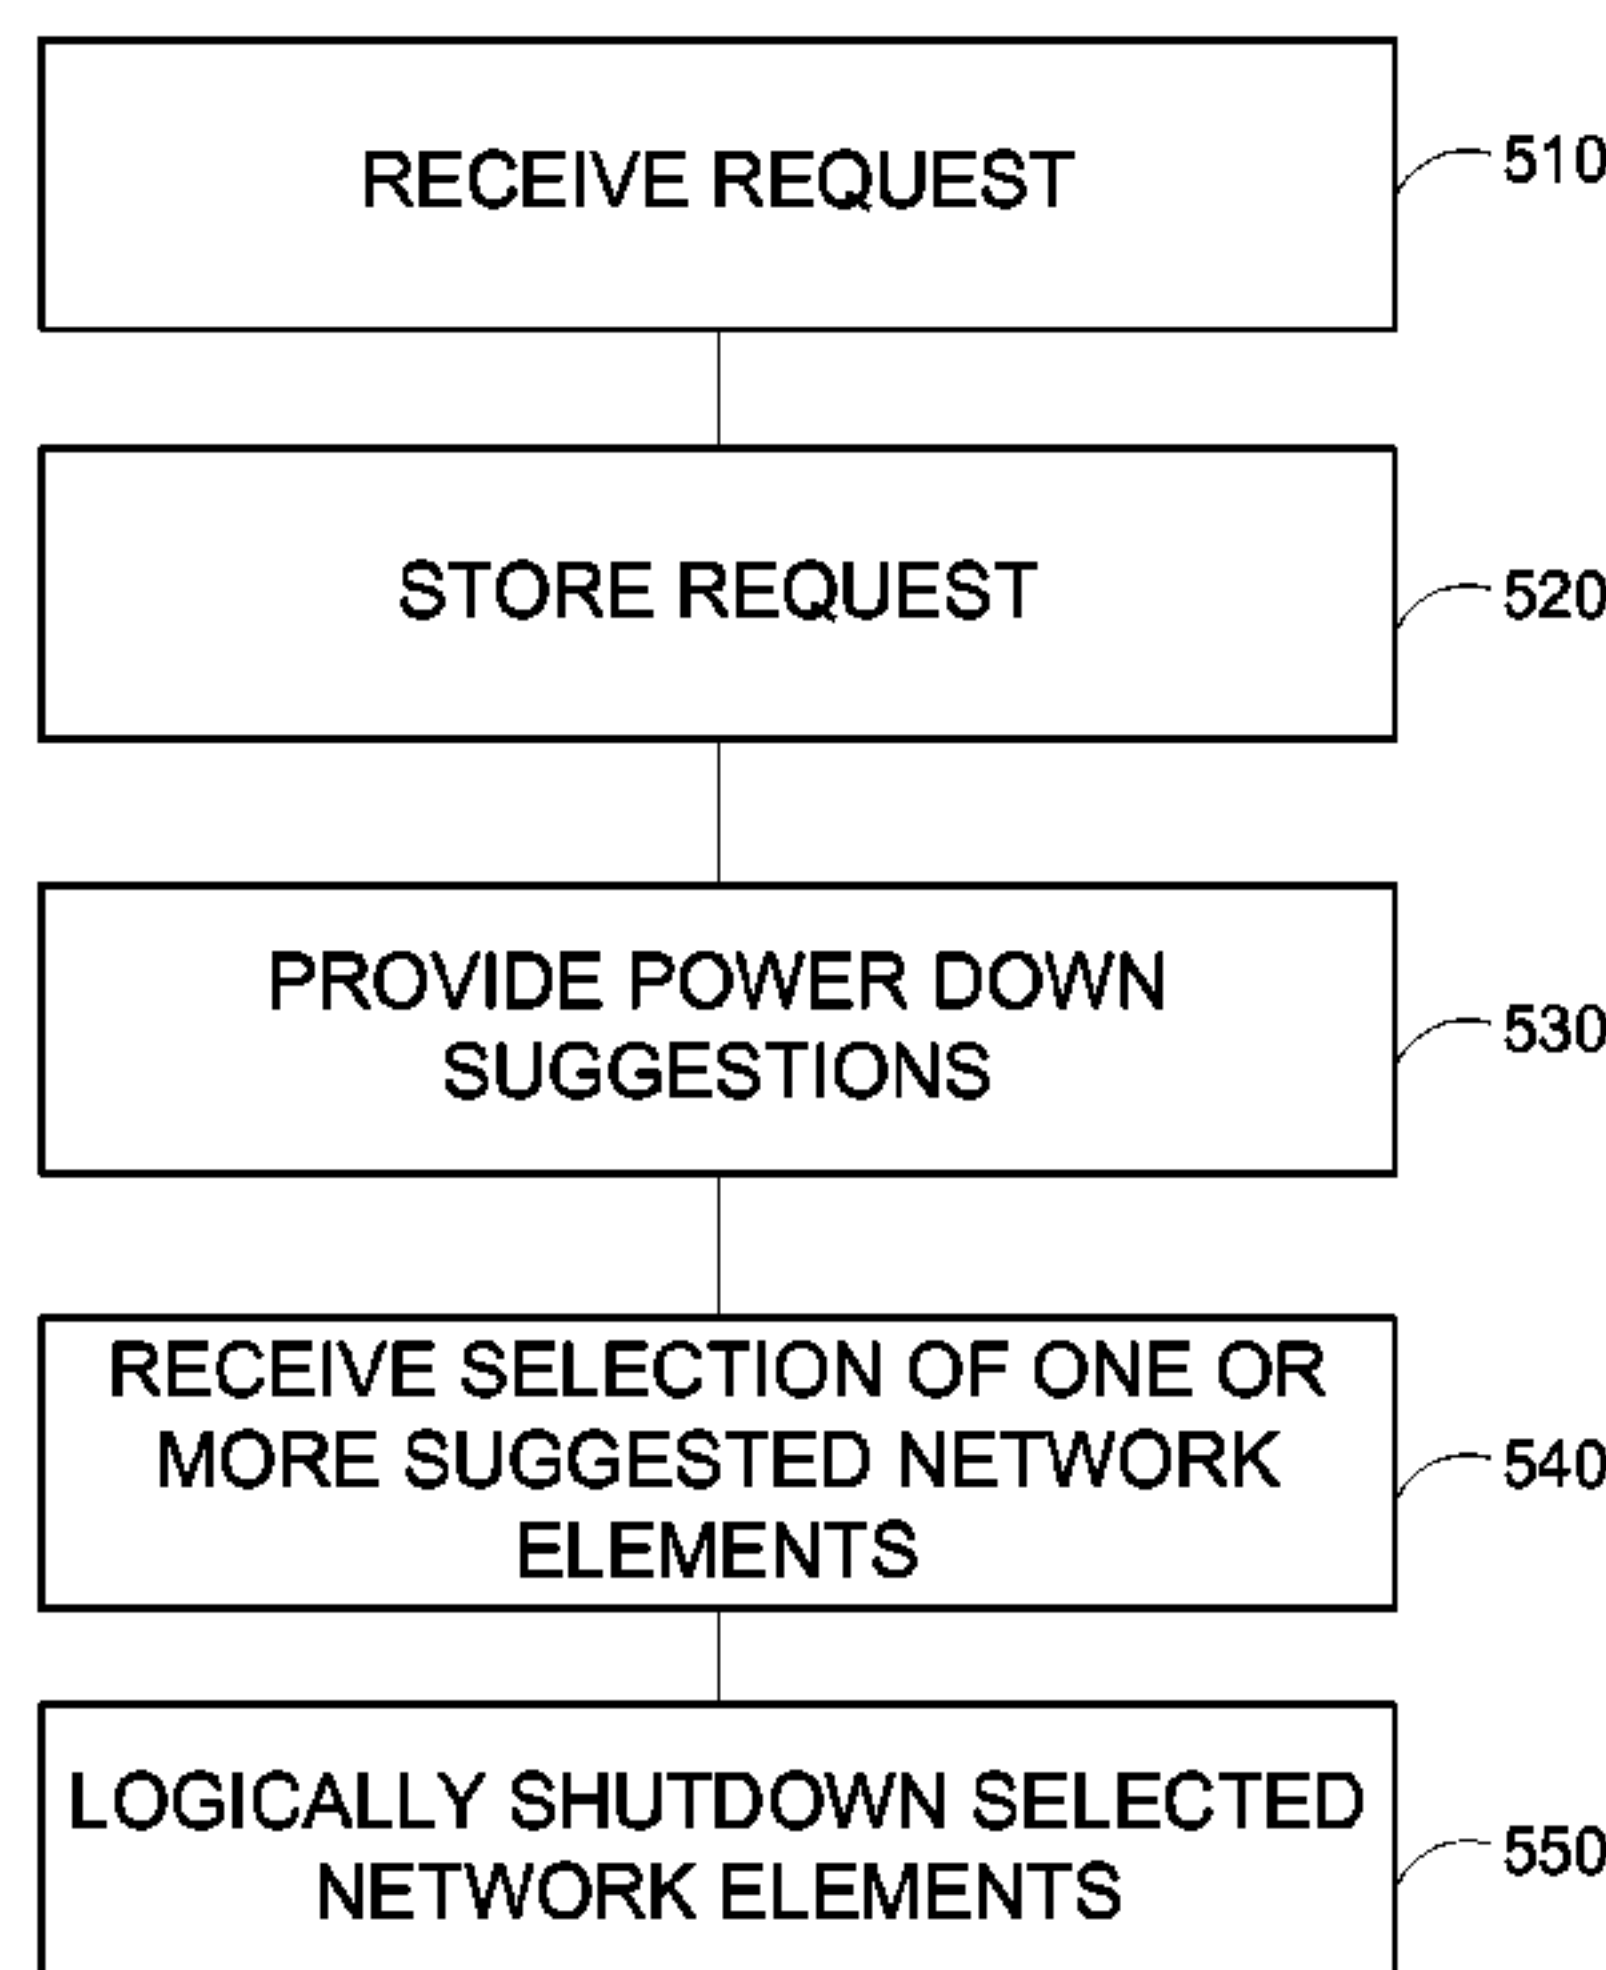 RECEIVE REQUEST
510
STORE REQUEST
520
PROVIDE POWER DOWN
SUGGESTIONS
530
RECEIVE SELECTION OF ONE OR
MORE SUGGESTED NETWORK
ELEMENTS
540
LOGICALLY SHUTDOWN SELECTED
NETWORK ELEMENTS
550